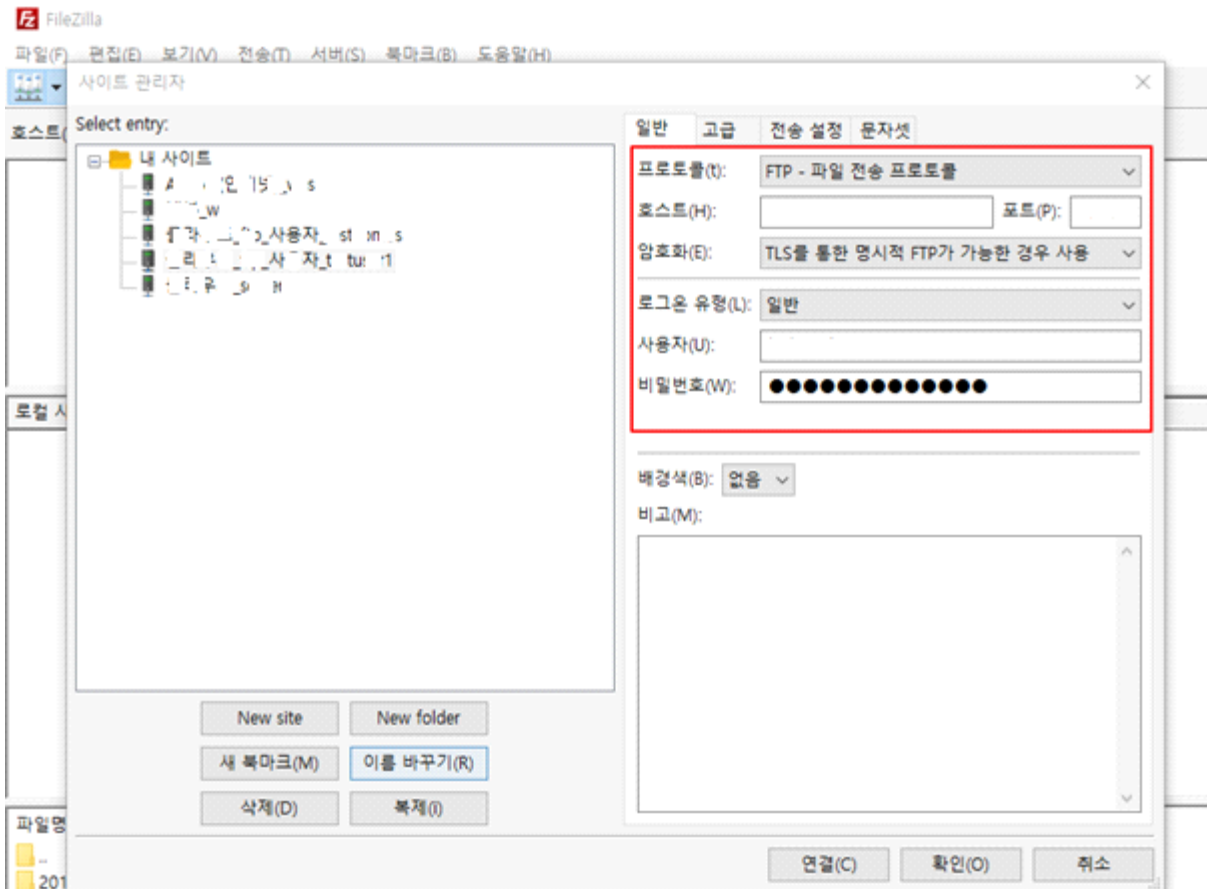 FileZilla
파일(F) 편집(E) 보기(V) 전송(T) 서버(S) 북마크(B) 도움말(H)
사이트 관리자
호스트(
Select entry:
일반 고급 전송 설정 문자셋
내 사이트
프로토콜(t): FTP - 파일 전송 프로토콜
호스트(H): 포트(P):
_사용자_
암호화(E): TLS를 통한 명시적 FTP가 가능한 경우 사용
로그온 유형(L): 일반
사용자(U):
비밀번호(W): ●●●●●●●●●●●●●
로컬 사
배경색(B): 없음
비고(M):
New site New folder
새 북마크(M) 이름 바꾸기(R)
삭제(D) 복제(I)
파일명
..
201
연결(C) 확인(O) 취소